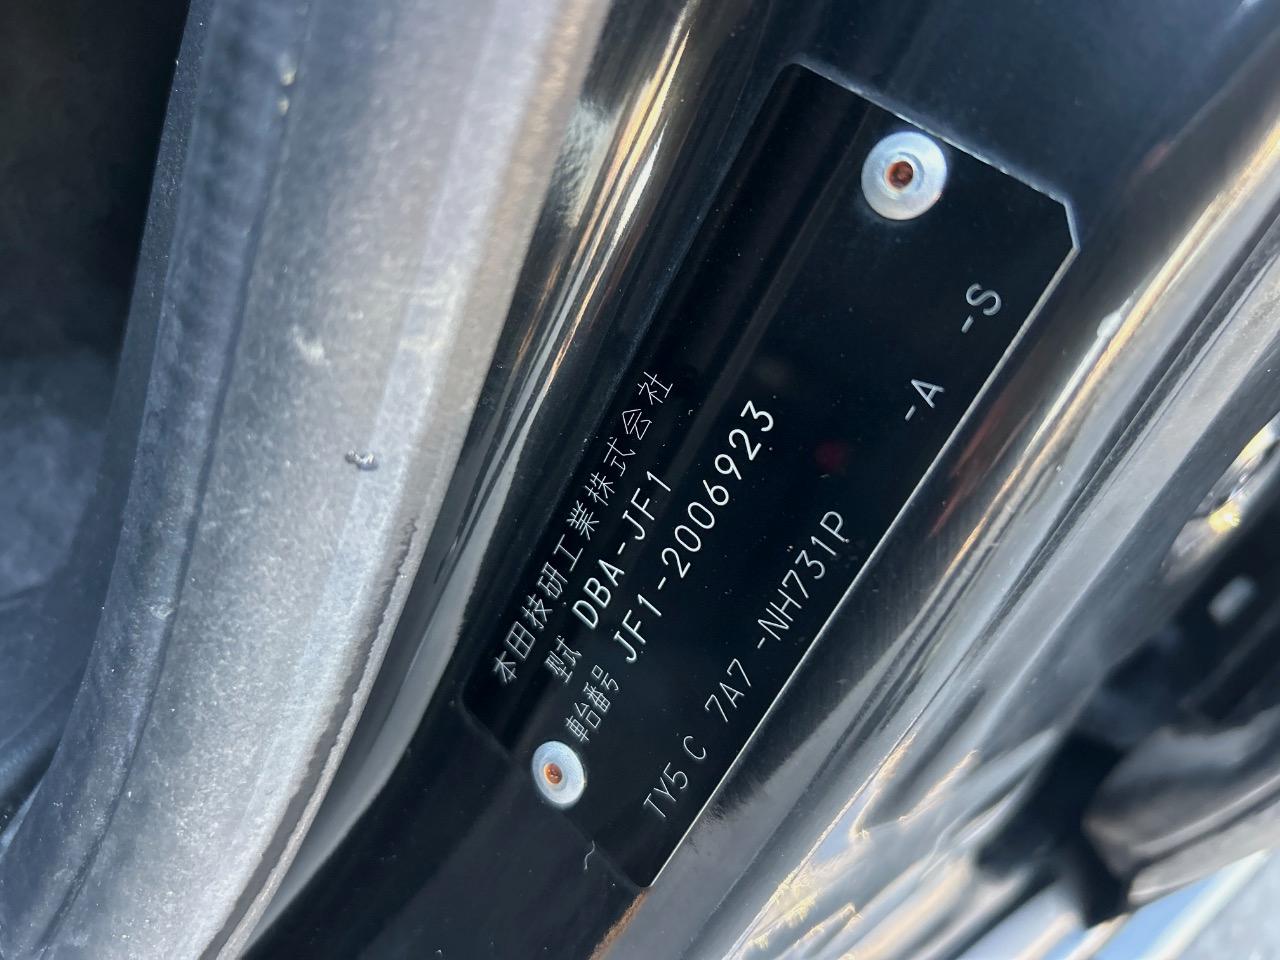 本田技研工業株式会社
型式 DBA-JF1
車台番号 JF1-2006923
TY5 C 7A7 -NH731P -A -S